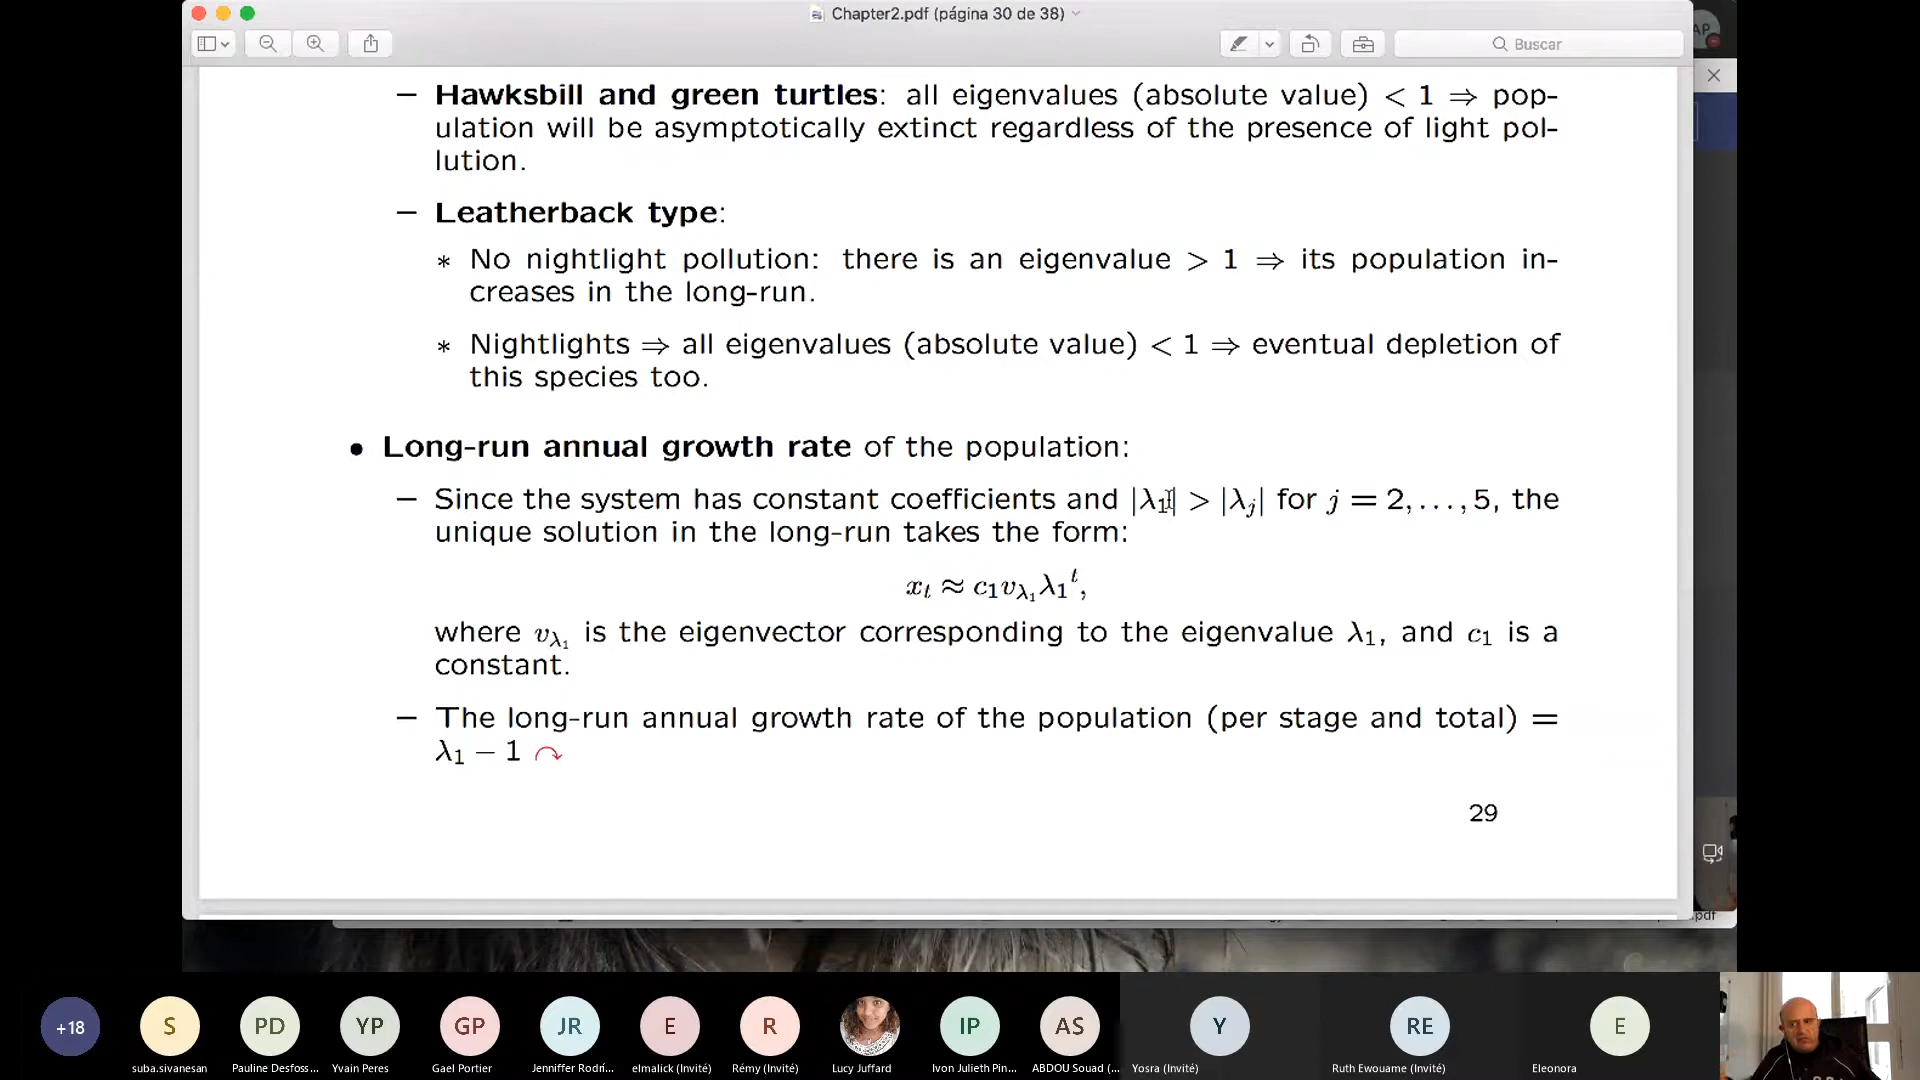 Chapter2.pdf (página 30 de 38)
AP
Buscar
– Hawksbill and green turtles: all eigenvalues (absolute value) < 1 ⇒ pop-
ulation will be asymptotically extinct regardless of the presence of light pol-
lution.
– Leatherback type:
∗ No nightlight pollution: there is an eigenvalue > 1 ⇒ its population in-
creases in the long-run.
∗ Nightlights ⇒ all eigenvalues (absolute value) < 1 ⇒ eventual depletion of
this species too.
• Long-run annual growth rate of the population:
– Since the system has constant coefficients and |λ₁| > |λⱼ| for j = 2, . . . , 5, the
unique solution in the long-run takes the form:
xₜ ≈ c₁v_λ₁ λ₁ᵗ,
where v_λ₁ is the eigenvector corresponding to the eigenvalue λ₁, and c₁ is a
constant.
– The long-run annual growth rate of the population (per stage and total) =
λ₁ − 1
29
.pdf
+18 S PD YP GP JR E R IP AS Y RE E
suba.sivanesan Pauline Desfoss... Yvain Peres Gael Portier Jenniffer Rodrí... elmalick (Invité) Rémy (Invité) Lucy Juffard Ivon Julieth Pin... ABDOU Souad (... Yosra (Invité) Ruth Ewouame (Invité) Eleonora